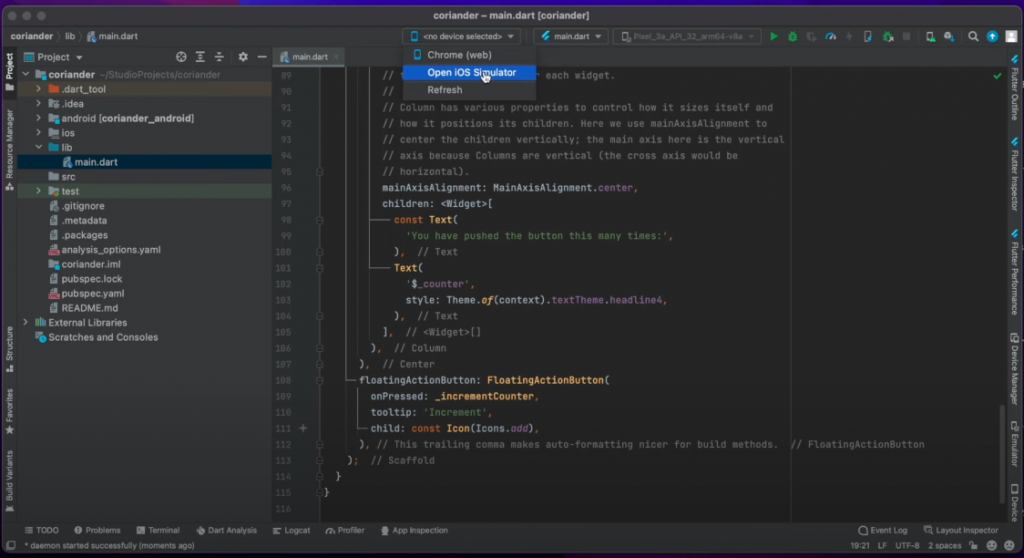 coriander – main.dart [coriander]
coriander
lib
main.dart
<no device selected>
main.dart
Pixel_3a_API_32_arm64-v8a
Project
main.dart
Chrome (web)
Open iOS Simulator
Refresh
coriander ~/StudioProjects/coriander
.dart_tool
.idea
android [coriander_android]
ios
lib
main.dart
src
test
.gitignore
.metadata
.packages
analysis_options.yaml
coriander.iml
pubspec.lock
pubspec.yaml
README.md
External Libraries
Scratches and Consoles
89 // each widget.
90 //
91 // Column has various properties to control how it sizes itself and
92 // how it positions its children. Here we use mainAxisAlignment to
93 // center the children vertically; the main axis here is the vertical
94 // axis because Columns are vertical (the cross axis would be
95 // horizontal).
96 mainAxisAlignment: MainAxisAlignment.center,
97 children: <Widget>[
98 const Text(
99 'You have pushed the button this many times:',
100 ), // Text
101 Text(
102 '$_counter',
103 style: Theme.of(context).textTheme.headline4,
104 ), // Text
105 ], // <Widget>[]
106 ), // Column
107 ), // Center
108 floatingActionButton: FloatingActionButton(
109 onPressed: _incrementCounter,
110 tooltip: 'Increment',
111 child: const Icon(Icons.add),
112 ), // This trailing comma makes auto-formatting nicer for build methods. // FloatingActionButton
113 ); // Scaffold
114 }
115 }
116
Project
Resource Manager
Structure
Favorites
Build Variants
Flutter Outline
Flutter Inspector
Flutter Performance
Device Manager
Emulator
TODO
Problems
Terminal
Dart Analysis
Logcat
Profiler
App Inspection
Event Log
Layout Inspector
* daemon started successfully (moments ago)
19:21 LF UTF-8 2 spaces